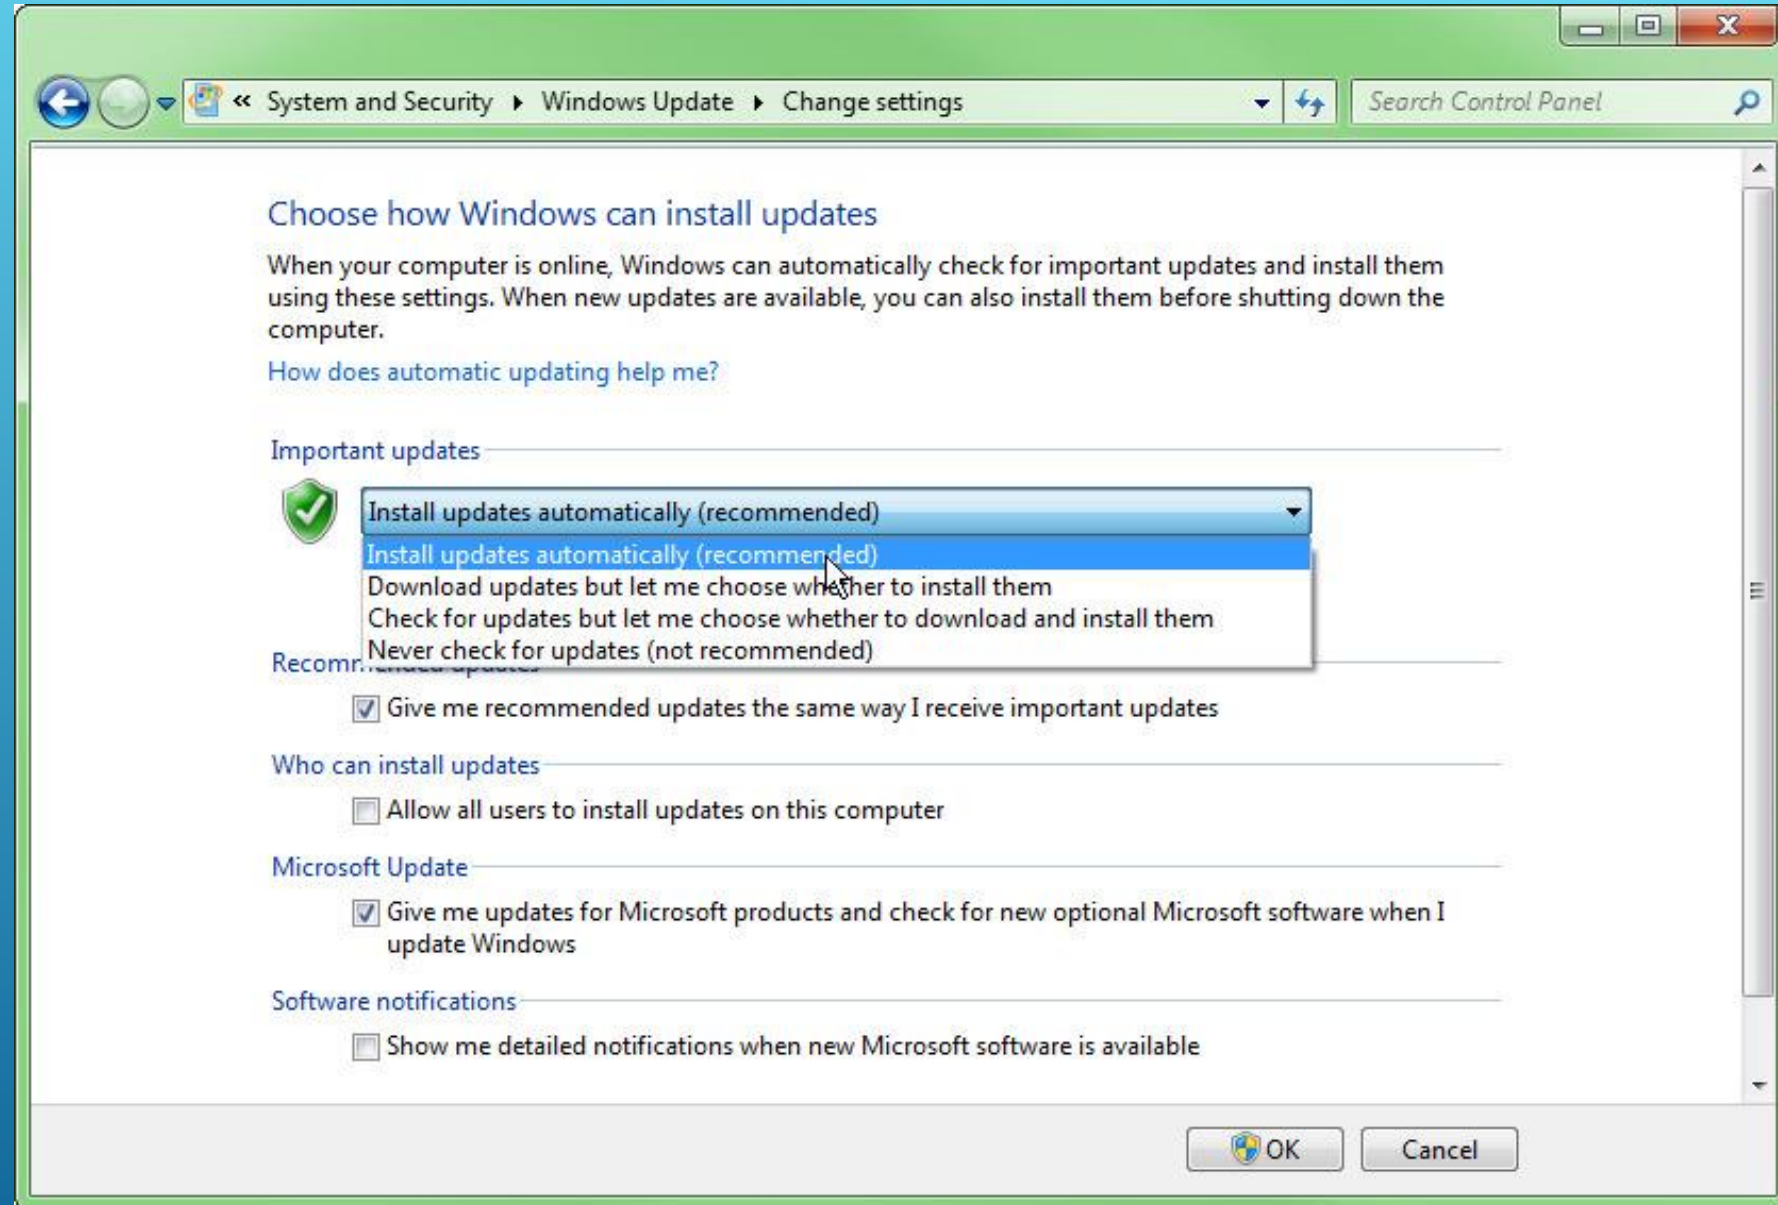 « System and Security ▸ Windows Update ▸ Change settings
Search Control Panel
Choose how Windows can install updates
When your computer is online, Windows can automatically check for important updates and install them
using these settings. When new updates are available, you can also install them before shutting down the
computer.
How does automatic updating help me?
Important updates
Install updates automatically (recommended)
Install updates automatically (recommended)
Download updates but let me choose whether to install them
Check for updates but let me choose whether to download and install them
Never check for updates (not recommended)
Recommended updates
Give me recommended updates the same way I receive important updates
Who can install updates
Allow all users to install updates on this computer
Microsoft Update
Give me updates for Microsoft products and check for new optional Microsoft software when I
update Windows
Software notifications
Show me detailed notifications when new Microsoft software is available
OK
Cancel